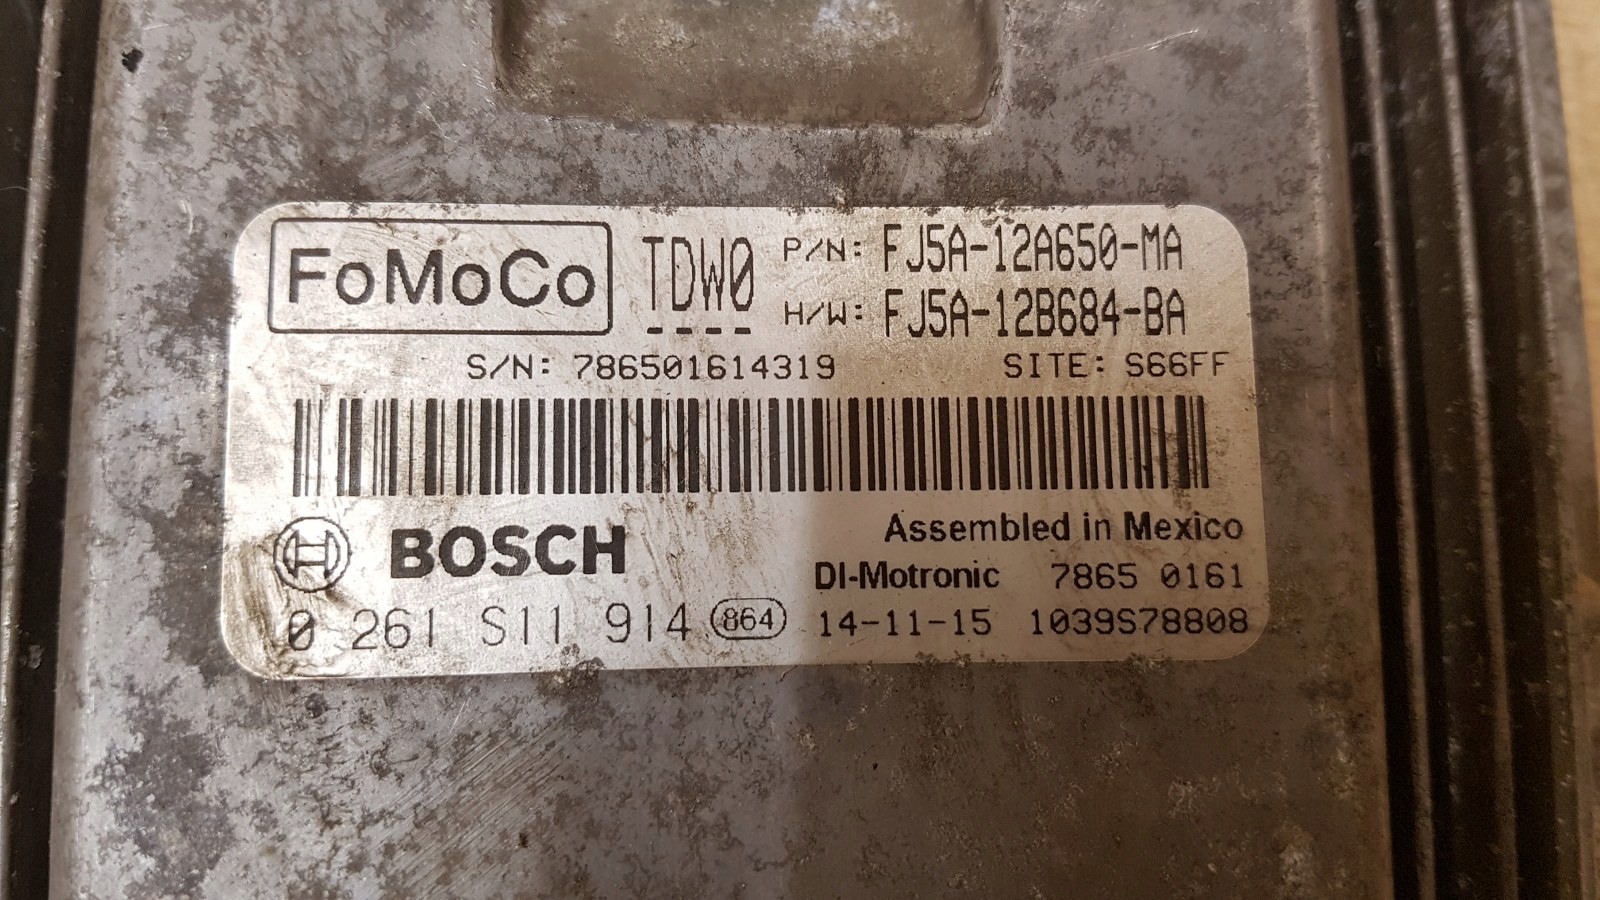 FoMoCo TDW0 P/N: FJ5A-12A650-MA
H/W: FJ5A-12B684-BA
S/N: 786501614319 SITE: S66FF
BOSCH Assembled in Mexico
DI-Motronic 7865 0161
0 261 S11 914 864 14-11-15 1039S78808